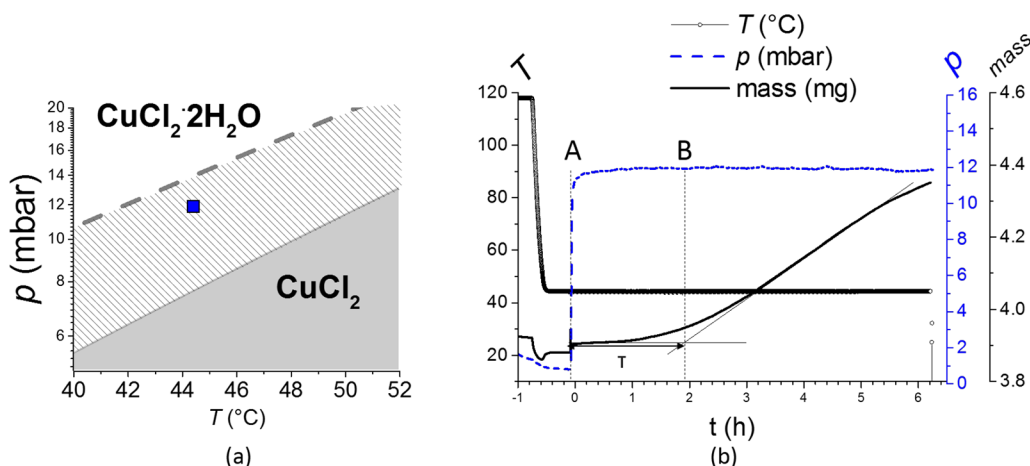 CuCl₂·2H₂O
CuCl₂
p (mbar)
20
18
16
14
12
10
8
6
40 42 44 46 48 50 52
T (°C)
(a)
T (°C)
p (mbar)
mass (mg)
T
p
mass
120
100
80
60
40
20
A
B
T
16
14
12
10
8
6
4
2
0
4.6
4.4
4.2
4.0
3.8
-1 0 1 2 3 4 5 6
t (h)
(b)